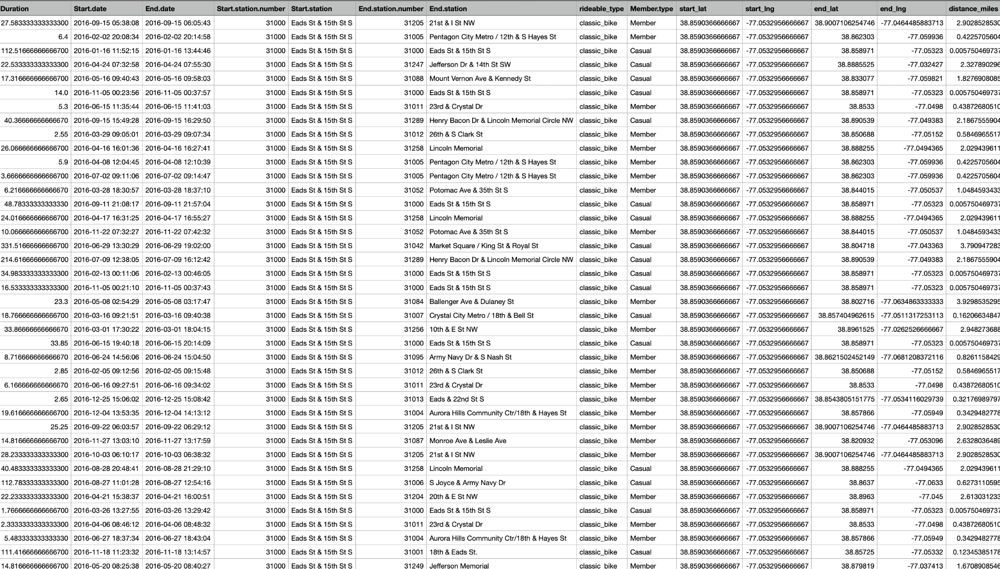 Duration Start.date End.date Start.station.number Start.station End.station.number End.station rideable_type Member.type start_lat start_lng end_lat end_lng distance_miles
27.583333333333300 2016-09-15 05:38:08 2016-09-15 06:05:43 31000 Eads St & 15th St S 31205 21st & I St NW classic_bike Member 38.8590366666667 -77.0532956666667 38.9007106254746 -77.0464485883713 2.9028528530
6.4 2016-02-02 20:08:34 2016-02-02 20:14:58 31000 Eads St & 15th St S 31005 Pentagon City Metro / 12th & S Hayes St classic_bike Member 38.8590366666667 -77.0532956666667 38.862303 -77.059936 0.4225705604
112.51666666666700 2016-01-16 11:52:15 2016-01-16 13:44:46 31000 Eads St & 15th St S 31000 Eads St & 15th St S classic_bike Casual 38.8590366666667 -77.0532956666667 38.858971 -77.05323 0.005750469737
22.533333333333300 2016-04-24 07:32:58 2016-04-24 07:55:30 31000 Eads St & 15th St S 31247 Jefferson Dr & 14th St SW classic_bike Casual 38.8590366666667 -77.0532956666667 38.8885525 -77.032427 2.327890296
17.316666666666700 2016-05-16 09:40:43 2016-05-16 09:58:03 31000 Eads St & 15th St S 31088 Mount Vernon Ave & Kennedy St classic_bike Casual 38.8590366666667 -77.0532956666667 38.833077 -77.059821 1.8276908085
14.0 2016-11-05 00:23:56 2016-11-05 00:37:57 31000 Eads St & 15th St S 31000 Eads St & 15th St S classic_bike Casual 38.8590366666667 -77.0532956666667 38.858971 -77.05323 0.005750469737
5.3 2016-06-15 11:35:44 2016-06-15 11:41:03 31000 Eads St & 15th St S 31011 23rd & Crystal Dr classic_bike Member 38.8590366666667 -77.0532956666667 38.8533 -77.0498 0.43872680510
40.36666666666670 2016-09-15 15:49:28 2016-09-15 16:29:50 31000 Eads St & 15th St S 31289 Henry Bacon Dr & Lincoln Memorial Circle NW classic_bike Casual 38.8590366666667 -77.0532956666667 38.890539 -77.049383 2.1867555904
2.55 2016-03-29 09:05:01 2016-03-29 09:07:34 31000 Eads St & 15th St S 31012 26th & S Clark St classic_bike Member 38.8590366666667 -77.0532956666667 38.850688 -77.05152 0.5846965517
26.066666666666700 2016-04-16 16:01:36 2016-04-16 16:27:41 31000 Eads St & 15th St S 31258 Lincoln Memorial classic_bike Member 38.8590366666667 -77.0532956666667 38.888255 -77.0494365 2.029439611
5.9 2016-04-08 12:04:45 2016-04-08 12:10:39 31000 Eads St & 15th St S 31005 Pentagon City Metro / 12th & S Hayes St classic_bike Member 38.8590366666667 -77.0532956666667 38.862303 -77.059936 0.4225705604
3.6666666666666700 2016-07-02 09:11:06 2016-07-02 09:14:47 31000 Eads St & 15th St S 31005 Pentagon City Metro / 12th & S Hayes St classic_bike Member 38.8590366666667 -77.0532956666667 38.862303 -77.059936 0.4225705604
6.216666666666670 2016-03-28 18:30:57 2016-03-28 18:37:10 31000 Eads St & 15th St S 31052 Potomac Ave & 35th St S classic_bike Member 38.8590366666667 -77.0532956666667 38.844015 -77.050537 1.0484593433
48.78333333333330 2016-09-11 21:08:17 2016-09-11 21:57:04 31000 Eads St & 15th St S 31000 Eads St & 15th St S classic_bike Casual 38.8590366666667 -77.0532956666667 38.858971 -77.05323 0.005750469737
24.016666666666700 2016-04-17 16:31:25 2016-04-17 16:55:27 31000 Eads St & 15th St S 31258 Lincoln Memorial classic_bike Casual 38.8590366666667 -77.0532956666667 38.888255 -77.0494365 2.029439611
10.066666666666700 2016-11-22 07:32:27 2016-11-22 07:42:32 31000 Eads St & 15th St S 31052 Potomac Ave & 35th St S classic_bike Member 38.8590366666667 -77.0532956666667 38.844015 -77.050537 1.0484593433
331.51666666666700 2016-06-29 13:30:29 2016-06-29 19:02:00 31000 Eads St & 15th St S 31042 Market Square / King St & Royal St classic_bike Casual 38.8590366666667 -77.0532956666667 38.804718 -77.043363 3.790947283
214.61666666666700 2016-07-09 12:38:05 2016-07-09 16:12:42 31000 Eads St & 15th St S 31289 Henry Bacon Dr & Lincoln Memorial Circle NW classic_bike Casual 38.8590366666667 -77.0532956666667 38.890539 -77.049383 2.1867555904
34.983333333333300 2016-02-13 00:11:06 2016-02-13 00:46:05 31000 Eads St & 15th St S 31000 Eads St & 15th St S classic_bike Casual 38.8590366666667 -77.0532956666667 38.858971 -77.05323 0.005750469737
16.533333333333300 2016-11-05 00:21:10 2016-11-05 00:37:43 31000 Eads St & 15th St S 31000 Eads St & 15th St S classic_bike Casual 38.8590366666667 -77.0532956666667 38.858971 -77.05323 0.005750469737
23.3 2016-05-08 02:54:29 2016-05-08 03:17:47 31000 Eads St & 15th St S 31084 Ballenger Ave & Dulaney St classic_bike Member 38.8590366666667 -77.0532956666667 38.802716 -77.0634863333333 3.9298535295
18.766666666666700 2016-03-16 09:21:51 2016-03-16 09:40:38 31000 Eads St & 15th St S 31007 Crystal City Metro / 18th & Bell St classic_bike Casual 38.8590366666667 -77.0532956666667 38.857404962615 -77.0511317253113 0.16206634847
33.86666666666670 2016-03-01 17:30:22 2016-03-01 18:04:15 31000 Eads St & 15th St S 31256 10th & E St NW classic_bike Member 38.8590366666667 -77.0532956666667 38.8961525 -77.0262526666667 2.948273688
33.85 2016-06-15 19:40:18 2016-06-15 20:14:09 31000 Eads St & 15th St S 31000 Eads St & 15th St S classic_bike Casual 38.8590366666667 -77.0532956666667 38.858971 -77.05323 0.005750469737
8.716666666666670 2016-06-24 14:56:06 2016-06-24 15:04:50 31000 Eads St & 15th St S 31095 Army Navy Dr & S Nash St classic_bike Member 38.8590366666667 -77.0532956666667 38.8621502452149 -77.0681208372116 0.8261158429
2.85 2016-02-05 09:12:56 2016-02-05 09:15:48 31000 Eads St & 15th St S 31012 26th & S Clark St classic_bike Member 38.8590366666667 -77.0532956666667 38.850688 -77.05152 0.5846965517
6.166666666666670 2016-06-16 09:27:51 2016-06-16 09:34:02 31000 Eads St & 15th St S 31011 23rd & Crystal Dr classic_bike Member 38.8590366666667 -77.0532956666667 38.8533 -77.0498 0.43872680510
2.65 2016-12-25 15:06:02 2016-12-25 15:08:42 31000 Eads St & 15th St S 31013 Eads & 22nd St S classic_bike Member 38.8590366666667 -77.0532956666667 38.8543805151775 -77.0534116029739 0.32176989797
19.616666666666700 2016-12-04 13:53:35 2016-12-04 14:13:12 31000 Eads St & 15th St S 31004 Aurora Hills Community Ctr/18th & Hayes St classic_bike Member 38.8590366666667 -77.0532956666667 38.857866 -77.05949 0.3429482778
25.25 2016-09-22 06:03:57 2016-09-22 06:29:12 31000 Eads St & 15th St S 31205 21st & I St NW classic_bike Member 38.8590366666667 -77.0532956666667 38.9007106254746 -77.0464485883713 2.9028528530
14.816666666666700 2016-11-27 13:03:10 2016-11-27 13:17:59 31000 Eads St & 15th St S 31087 Monroe Ave & Leslie Ave classic_bike Member 38.8590366666667 -77.0532956666667 38.820932 -77.053096 2.6328036489
28.233333333333300 2016-10-03 06:10:17 2016-10-03 06:38:32 31000 Eads St & 15th St S 31205 21st & I St NW classic_bike Member 38.8590366666667 -77.0532956666667 38.9007106254746 -77.0464485883713 2.9028528530
40.483333333333300 2016-08-28 20:48:41 2016-08-28 21:29:10 31000 Eads St & 15th St S 31258 Lincoln Memorial classic_bike Casual 38.8590366666667 -77.0532956666667 38.888255 -77.0494365 2.029439611
112.78333333333300 2016-08-27 11:01:28 2016-08-27 12:54:16 31000 Eads St & 15th St S 31006 S Joyce & Army Navy Dr classic_bike Casual 38.8590366666667 -77.0532956666667 38.8637 -77.0633 0.6273110595
22.233333333333300 2016-04-21 15:38:37 2016-04-21 16:00:51 31000 Eads St & 15th St S 31204 20th & E St NW classic_bike Member 38.8590366666667 -77.0532956666667 38.8963 -77.045 2.613031233
1.7666666666666700 2016-03-26 13:27:55 2016-03-26 13:29:42 31000 Eads St & 15th St S 31000 Eads St & 15th St S classic_bike Casual 38.8590366666667 -77.0532956666667 38.858971 -77.05323 0.005750469737
2.3333333333333300 2016-04-06 08:46:12 2016-04-06 08:48:32 31000 Eads St & 15th St S 31011 23rd & Crystal Dr classic_bike Member 38.8590366666667 -77.0532956666667 38.8533 -77.0498 0.43872680510
5.483333333333330 2016-06-27 18:37:34 2016-06-27 18:43:04 31000 Eads St & 15th St S 31004 Aurora Hills Community Ctr/18th & Hayes St classic_bike Member 38.8590366666667 -77.0532956666667 38.857866 -77.05949 0.3429482778
111.41666666666700 2016-11-18 11:23:32 2016-11-18 13:14:57 31000 Eads St & 15th St S 31001 18th & Eads St. classic_bike Casual 38.8590366666667 -77.0532956666667 38.85725 -77.05332 0.12345385178
14.816666666666700 2016-05-20 08:25:38 2016-05-20 08:40:27 31000 Eads St & 15th St S 31249 Jefferson Memorial classic_bike Member 38.8590366666667 -77.0532956666667 38.879819 -77.037413 1.6708908546